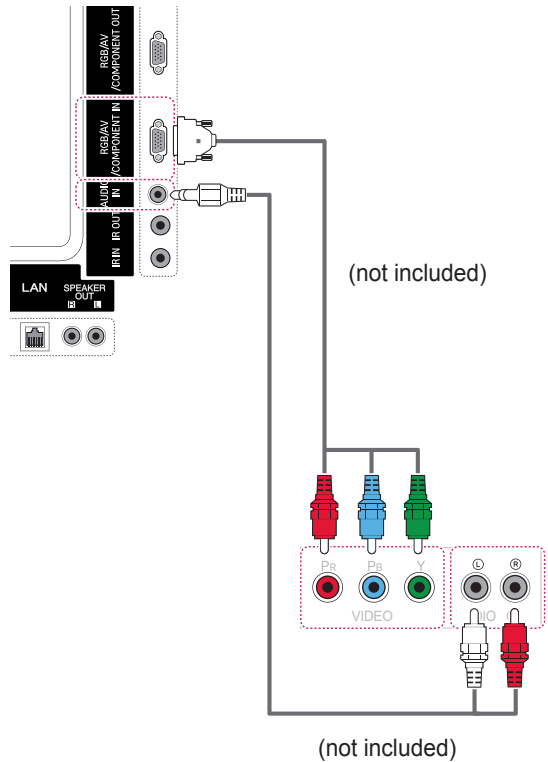 RGB/AV
/COMPONENT OUT
RGB/AV
/COMPONENT IN
AUDIO
IN
IR OUT
IR IN
LAN
SPEAKER
OUT
R L
(not included)
PR PB Y
VIDEO
L R
(not included)